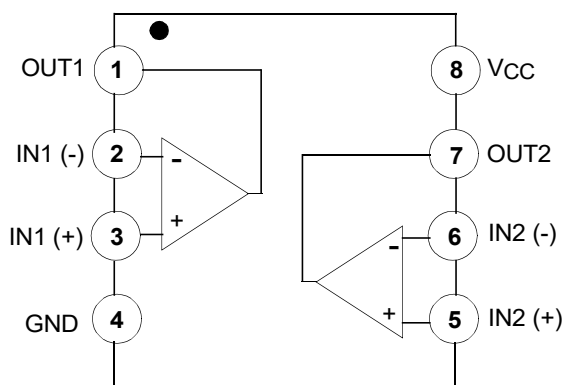 OUT1 1
8 VCC
IN1 (-) 2 -
7 OUT2
IN1 (+) 3 +
- 6 IN2 (-)
GND 4
+ 5 IN2 (+)